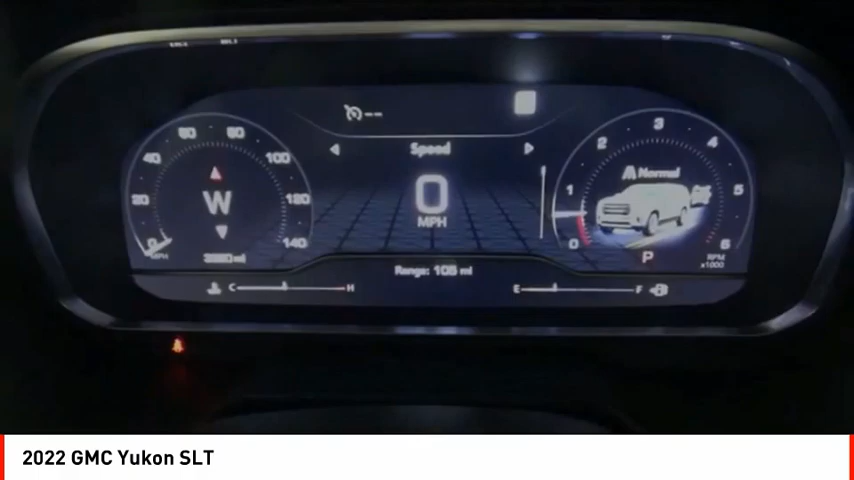 --
Speed
0
MPH
20
40
60
80
100
120
140
0
MPH
W
Normal
0
1
2
3
4
5
6
RPM
x1000
P
Range: 105 mi
C
H
E
F
2022 GMC Yukon SLT